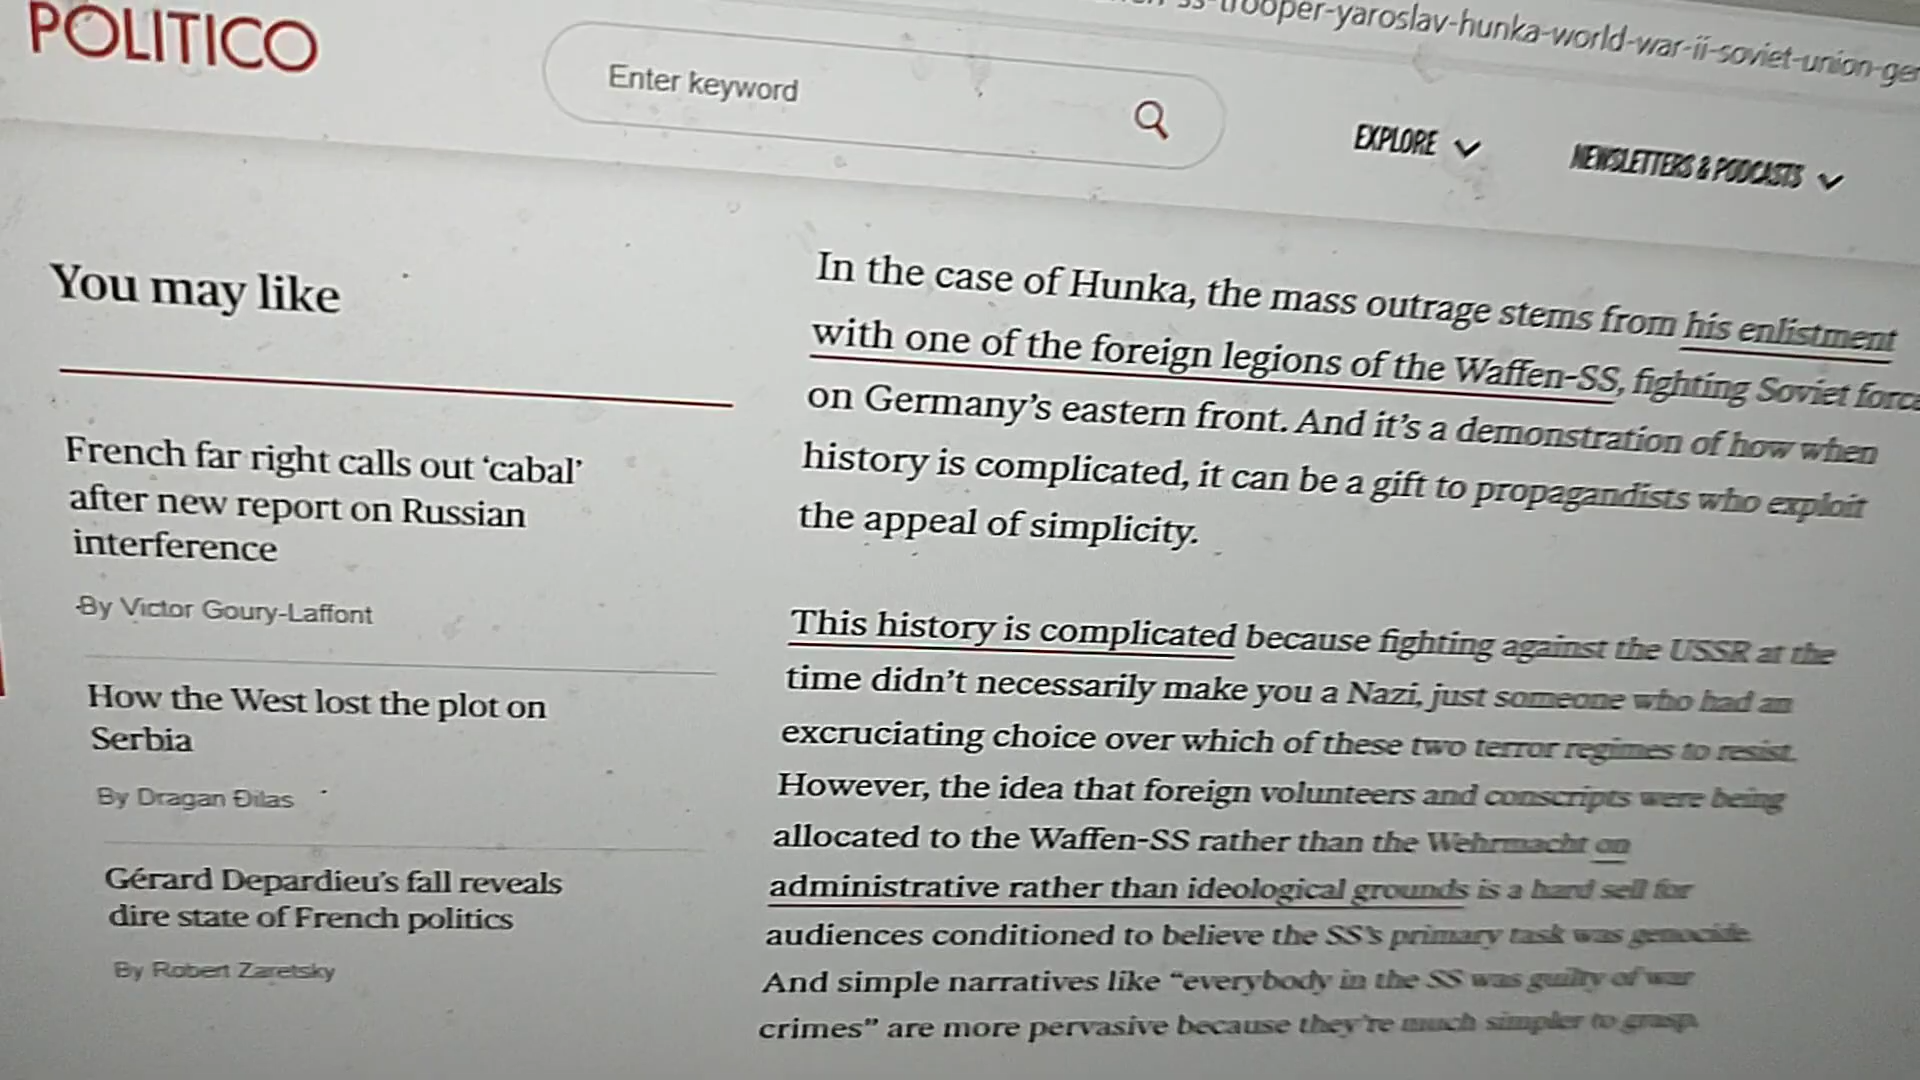 POLITICO
trooper-yaroslav-hunka-world-war-ii-soviet-union-ger
Enter keyword
EXPLORE
NEWSLETTERS & PODCASTS
You may like
French far right calls out ‘cabal’
after new report on Russian
interference
By Victor Goury-Laffont
How the West lost the plot on
Serbia
By Dragan Đilas
Gérard Depardieu’s fall reveals
dire state of French politics
By Robert Zaretsky
In the case of Hunka, the mass outrage stems from his enlistment
with one of the foreign legions of the Waffen-SS, fighting Soviet force
on Germany’s eastern front. And it’s a demonstration of how when
history is complicated, it can be a gift to propagandists who exploit
the appeal of simplicity.
This history is complicated because fighting against the USSR at the
time didn’t necessarily make you a Nazi, just someone who had an
excruciating choice over which of these two terror regimes to resist.
However, the idea that foreign volunteers and conscripts were being
allocated to the Waffen-SS rather than the Wehrmacht on
administrative rather than ideological grounds is a hard sell for
audiences conditioned to believe the SS’s primary task was genocide.
And simple narratives like “everybody in the SS was guilty of war
crimes” are more pervasive because they’re much simpler to grasp.